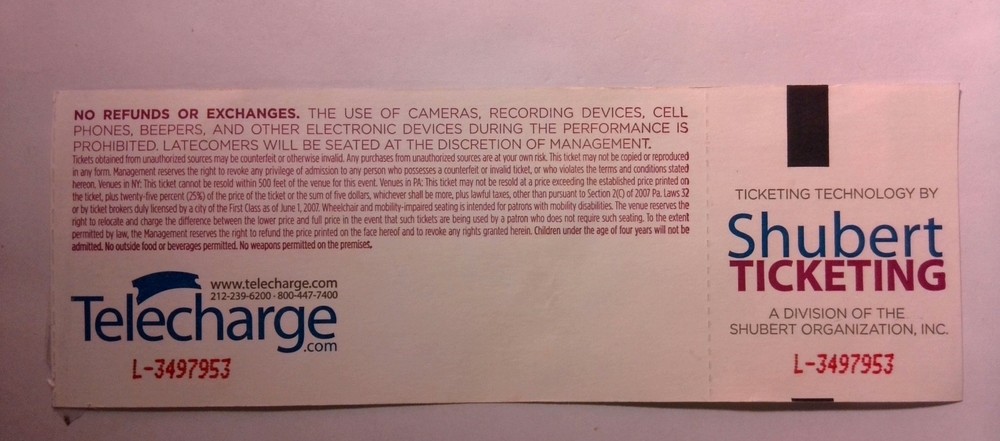 NO REFUNDS OR EXCHANGES. THE USE OF CAMERAS, RECORDING DEVICES, CELL
PHONES, BEEPERS, AND OTHER ELECTRONIC DEVICES DURING THE PERFORMANCE IS
PROHIBITED. LATECOMERS WILL BE SEATED AT THE DISCRETION OF MANAGEMENT.
Tickets obtained from unauthorized sources may be counterfeit or otherwise invalid. Any purchases from unauthorized sources are at your own risk. This ticket may not be copied or reproduced
in any form. Management reserves the right to revoke any privilege of admission to any person who possesses a counterfeit or invalid ticket, or who violates the terms and conditions stated
hereon. Venues in NY: This ticket cannot be resold within 500 feet of the venue for this event. Venues in PA: This ticket may not be resold at a price exceeding the established price printed on
the ticket, plus twenty-five percent (25%) of the price of the ticket or the sum of five dollars, whichever shall be more, plus lawful taxes, other than pursuant to Section 2(C) of 2007 Pa. Laws 32
or by ticket brokers duly licensed by a city of the First Class as of June 1, 2007. Wheelchair and mobility-impaired seating is intended for patrons with mobility disabilities. The venue reserves the
right to relocate and charge the difference between the lower price and full price in the event that such tickets are being used by a patron who does not require such seating. To the extent
permitted by law, the Management reserves the right to refund the price printed on the face hereof and to revoke any rights granted herein. Children under the age of four years will not be
admitted. No outside food or beverages permitted. No weapons permitted on the premises.
www.telecharge.com
212-239-6200 · 800-447-7400
Telecharge
.com
L-3497953
TICKETING TECHNOLOGY BY
Shubert
TICKETING
A DIVISION OF THE
SHUBERT ORGANIZATION, INC.
L-3497953